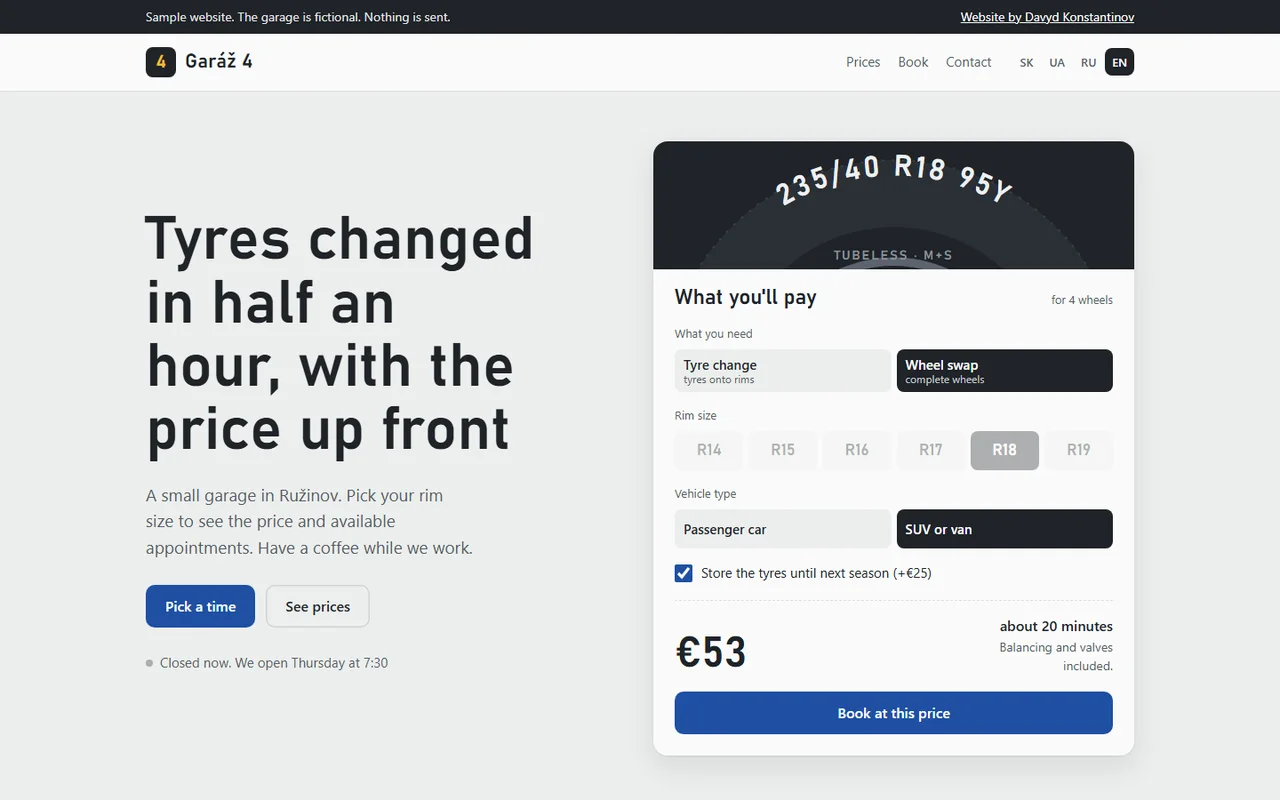 Sample website. The garage is fictional. Nothing is sent.
Website by Davyd Konstantinov
4 Garáž 4
Prices Book Contact SK UA RU EN
Tyres changed
in half an
hour, with the
price up front
A small garage in Ružinov. Pick your rim
size to see the price and available
appointments. Have a coffee while we work.
Pick a time See prices
Closed now. We open Thursday at 7:30
235/40 R18 95Y
TUBELESS · M+S
What you'll pay for 4 wheels
What you need
Tyre change Wheel swap
tyres onto rims complete wheels
Rim size
R14 R15 R16 R17 R18 R19
Vehicle type
Passenger car SUV or van
Store the tyres until next season (+€25)
€53
about 20 minutes
Balancing and valves
included.
Book at this price